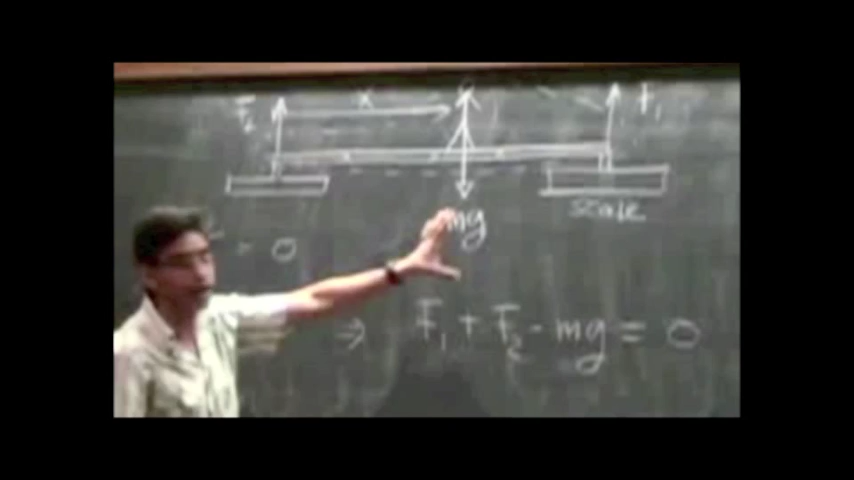 F₂ x F₁
mg
scale
= 0
⇒ F₁ + F₂ - mg = 0